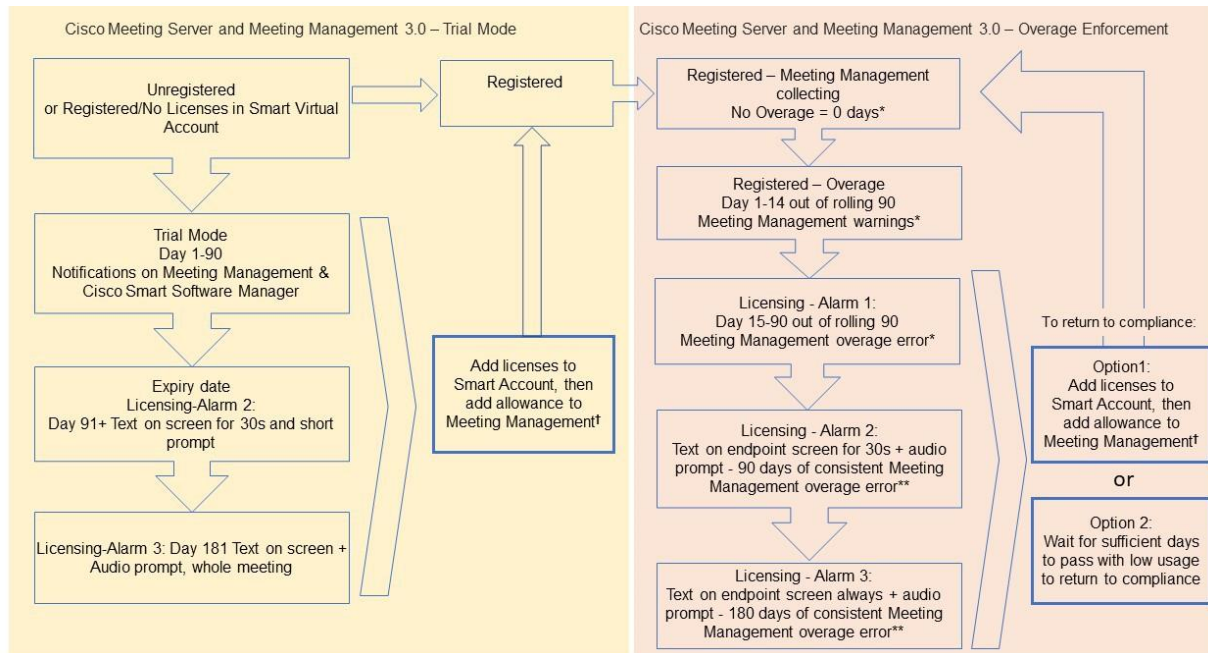 Cisco Meeting Server and Meeting Management 3.0 – Trial Mode
Unregistered
or Registered/No Licenses in Smart Virtual
Account
Registered
Trial Mode
Day 1-90
Notifications on Meeting Management &
Cisco Smart Software Manager
Expiry date
Licensing-Alarm 2:
Day 91+ Text on screen for 30s and short
prompt
Licensing-Alarm 3: Day 181 Text on screen +
Audio prompt, whole meeting
Add licenses to
Smart Account, then
add allowance to
Meeting Management†
Cisco Meeting Server and Meeting Management 3.0 – Overage Enforcement
Registered – Meeting Management
collecting
No Overage = 0 days*
Registered – Overage
Day 1-14 out of rolling 90
Meeting Management warnings*
Licensing - Alarm 1:
Day 15-90 out of rolling 90
Meeting Management overage error*
Licensing - Alarm 2:
Text on endpoint screen for 30s + audio
prompt - 90 days of consistent Meeting
Management overage error**
Licensing - Alarm 3:
Text on endpoint screen always + audio
prompt - 180 days of consistent Meeting
Management overage error**
To return to compliance:
Option1:
Add licenses to
Smart Account, then
add allowance to
Meeting Management†
or
Option 2:
Wait for sufficient days
to pass with low usage
to return to compliance